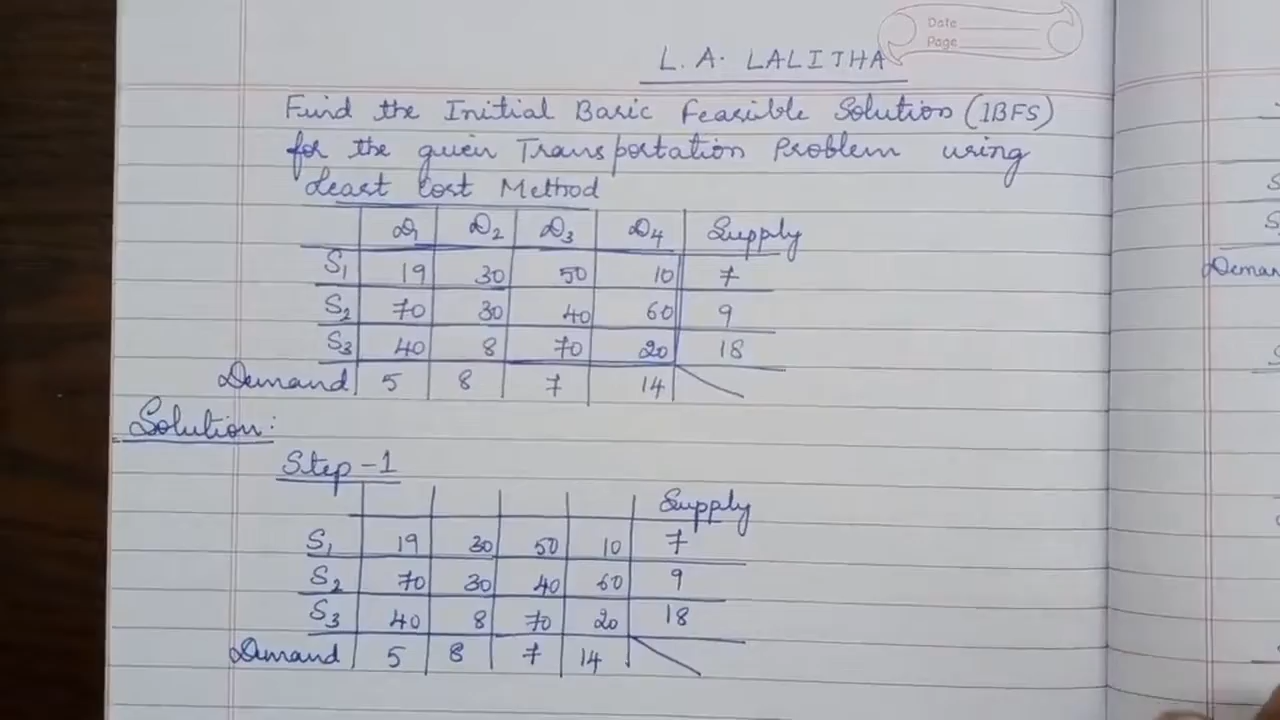 Date
Page
L. A. LALITHA
Find the Initial Basic Feasible Solution (IBFS)
for the given Transportation Problem using
Least Cost Method
D1 D2 D3 D4 Supply
S1 19 30 50 10 7
S2 70 30 40 60 9
S3 40 8 70 20 18
Demand 5 8 7 14
Solution:
Step-1
Supply
S1 19 30 50 10 7
S2 70 30 40 60 9
S3 40 8 70 20 18
Demand 5 8 7 14